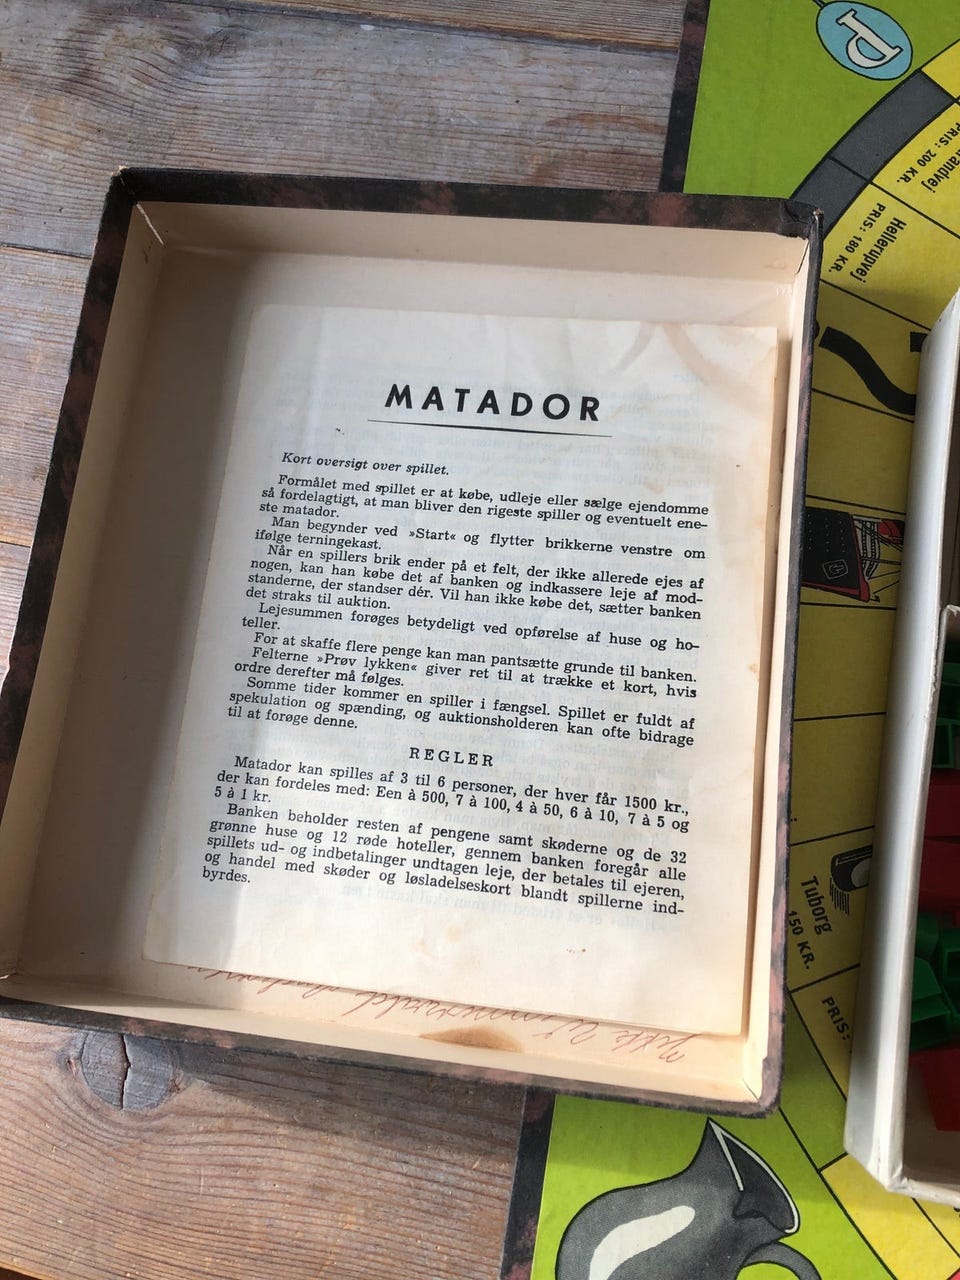 MATADOR
Kort oversigt over spillet.
Formålet med spillet er at købe, udleje eller sælge ejendomme
så fordelagtigt, at man bliver den rigeste spiller og eventuelt ene-
ste matador.
Man begynder ved »Start« og flytter brikkerne venstre om
ifølge terningekast.
Når en spillers brik ender på et felt, der ikke allerede ejes af
nogen, kan han købe det af banken og indkassere leje af mod-
standerne, der standser dér. Vil han ikke købe det, sætter banken
det straks til auktion.
Lejesummen forøges betydeligt ved opførelse af huse og ho-
teller.
For at skaffe flere penge kan man pantsætte grunde til banken.
Felterne »Prøv lykken« giver ret til at trække et kort, hvis
ordre derefter må følges.
Somme tider kommer en spiller i fængsel. Spillet er fuldt af
spekulation og spænding, og auktionsholderen kan ofte bidrage
til at forøge denne.
REGLER
Matador kan spilles af 3 til 6 personer, der hver får 1500 kr.,
der kan fordeles med: Een à 500, 7 à 100, 4 à 50, 6 à 10, 7 à 5 og
5 à 1 kr.
Banken beholder resten af pengene samt skøderne og de 32
grønne huse og 12 røde hoteller, gennem banken foregår alle
spillets ud- og indbetalinger undtagen leje, der betales til ejeren,
og handel med skøder og løsladelseskort blandt spillerne ind-
byrdes.
P
PRIS: 200 KR.
Hellerupvej
PRIS: 180 KR.
Tuborg
150 KR.
PRIS: